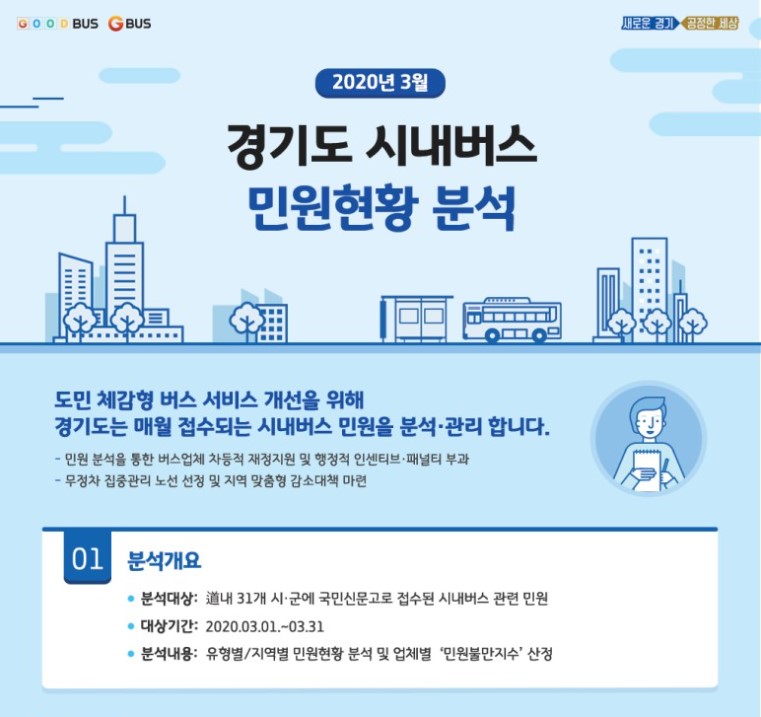 GOOD BUS G BUS
새로운 경기 공정한 세상
2020년 3월
경기도 시내버스
민원현황 분석
도민 체감형 버스 서비스 개선을 위해
경기도는 매월 접수되는 시내버스 민원을 분석·관리 합니다.
- 민원 분석을 통한 버스업체 차등적 재정지원 및 행정적 인센티브·패널티 부과
- 무정차 집중관리 노선 선정 및 지역 맞춤형 감소대책 마련
01 분석개요
• 분석대상: 道내 31개 시·군에 국민신문고로 접수된 시내버스 관련 민원
• 대상기간: 2020.03.01.~03.31
• 분석내용: 유형별/지역별 민원현황 분석 및 업체별 ‘민원불만지수’ 산정